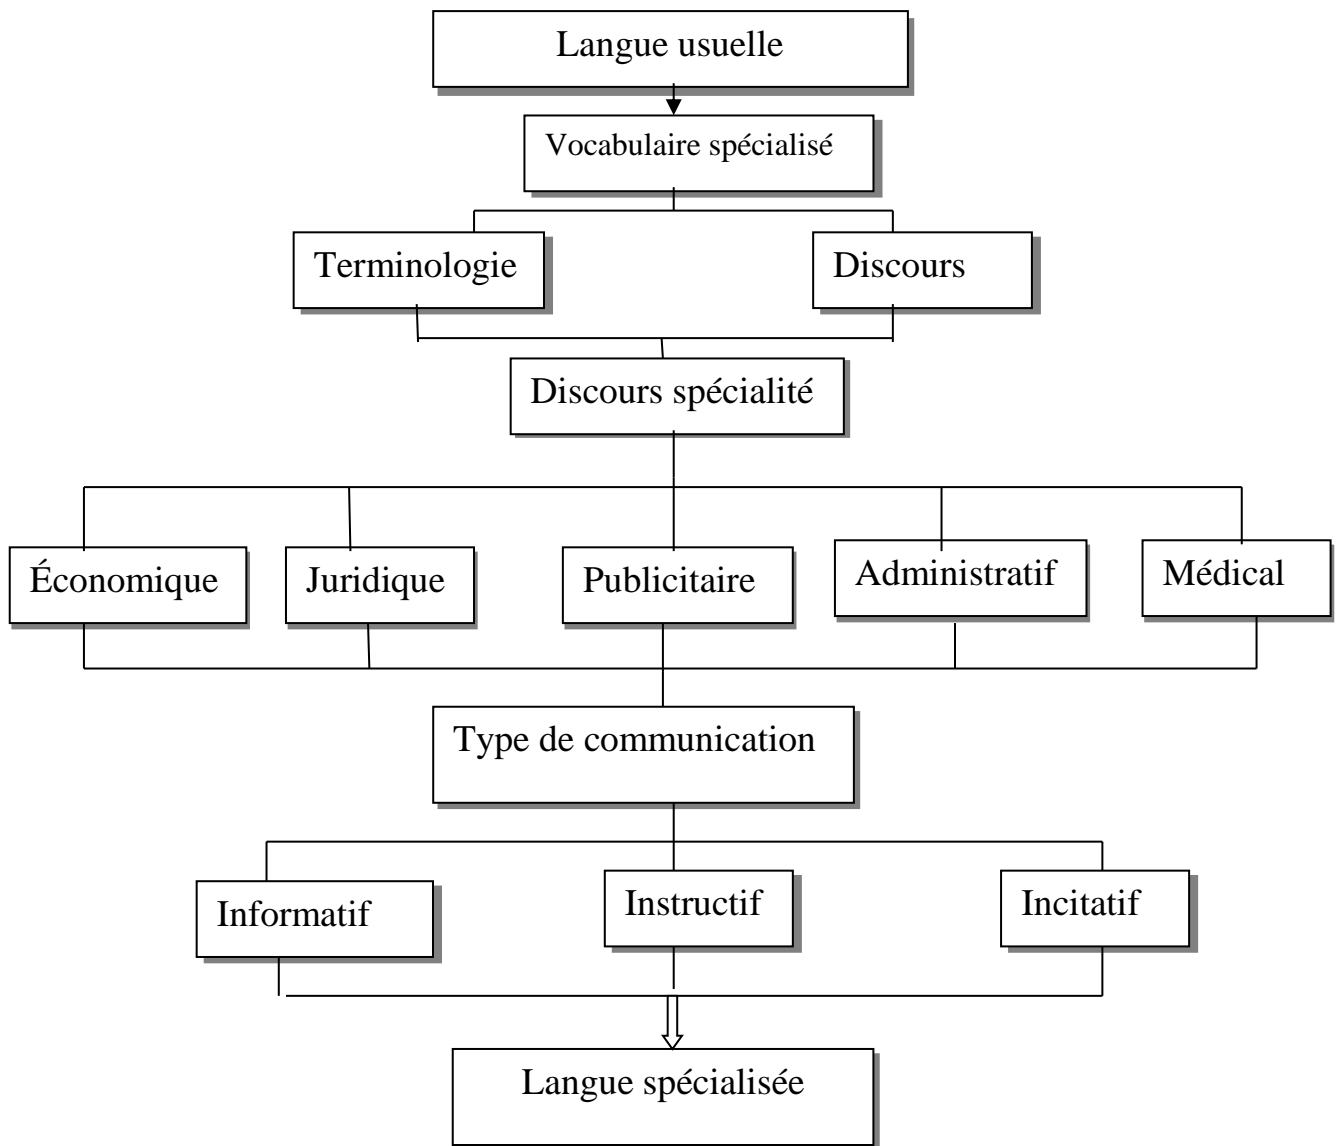 Langue usuelle
Vocabulaire spécialisé
Terminologie
Discours
Discours spécialité
Économique
Juridique
Publicitaire
Administratif
Médical
Type de communication
Informatif
Instructif
Incitatif
Langue spécialisée